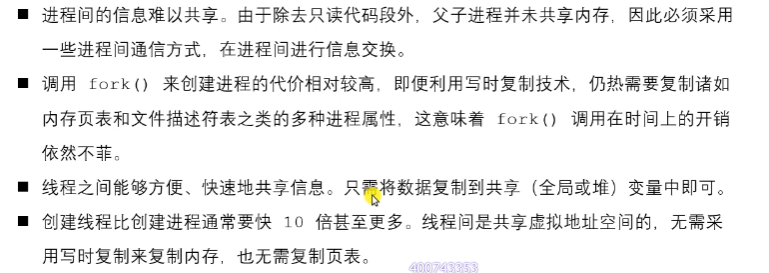 ■ 进程间的信息难以共享。由于除去只读代码段外，父子进程并未共享内存，因此必须采用
一些进程间通信方式，在进程间进行信息交换。
■ 调用 fork() 来创建进程的代价相对较高，即便利用写时复制技术，仍热需要复制诸如
内存页表和文件描述符表之类的多种进程属性，这意味着 fork() 调用在时间上的开销
依然不菲。
■ 线程之间能够方便、快速地共享信息。只需将数据复制到共享（全局或堆）变量中即可。
■ 创建线程比创建进程通常要快 10 倍甚至更多。线程间是共享虚拟地址空间的，无需采
用写时复制来复制内存，也无需复制页表。
400743353